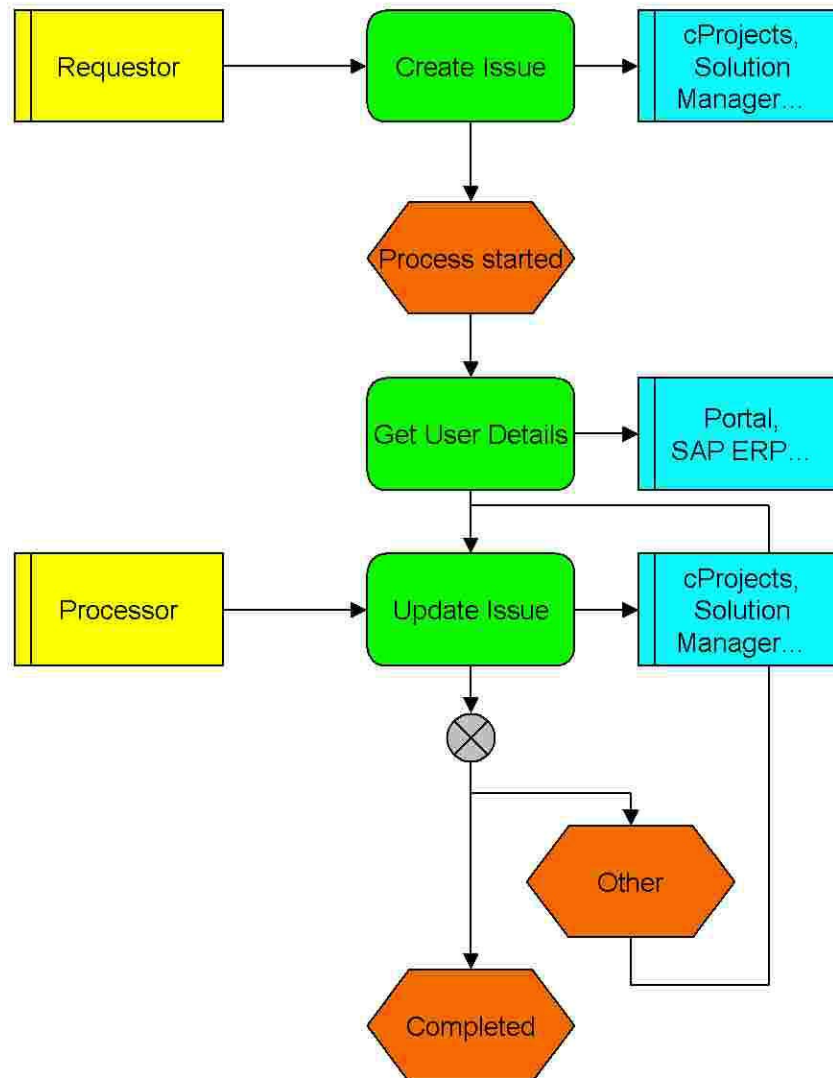 Requestor
Create Issue
cProjects,
Solution
Manager...
Process started
Get User Details
Portal,
SAP ERP...
Processor
Update Issue
cProjects,
Solution
Manager...
Other
Completed